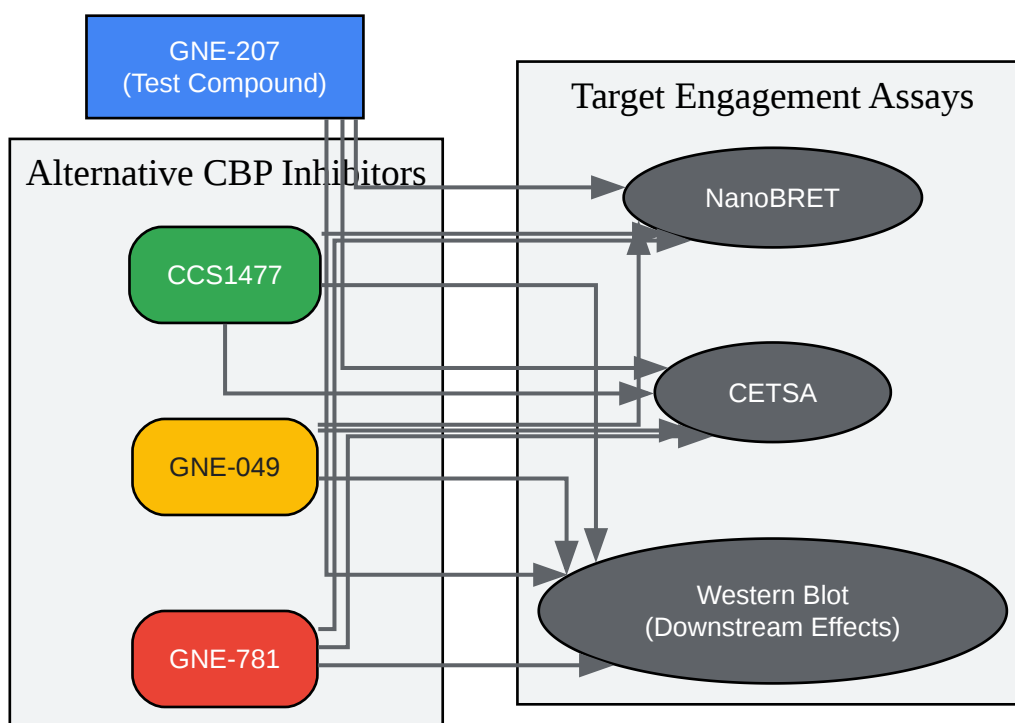 GNE-207
(Test Compound)
Alternative CBP Inhibitors
CCS1477
GNE-049
GNE-781
Target Engagement Assays
NanoBRET
CETSA
Western Blot
(Downstream Effects)